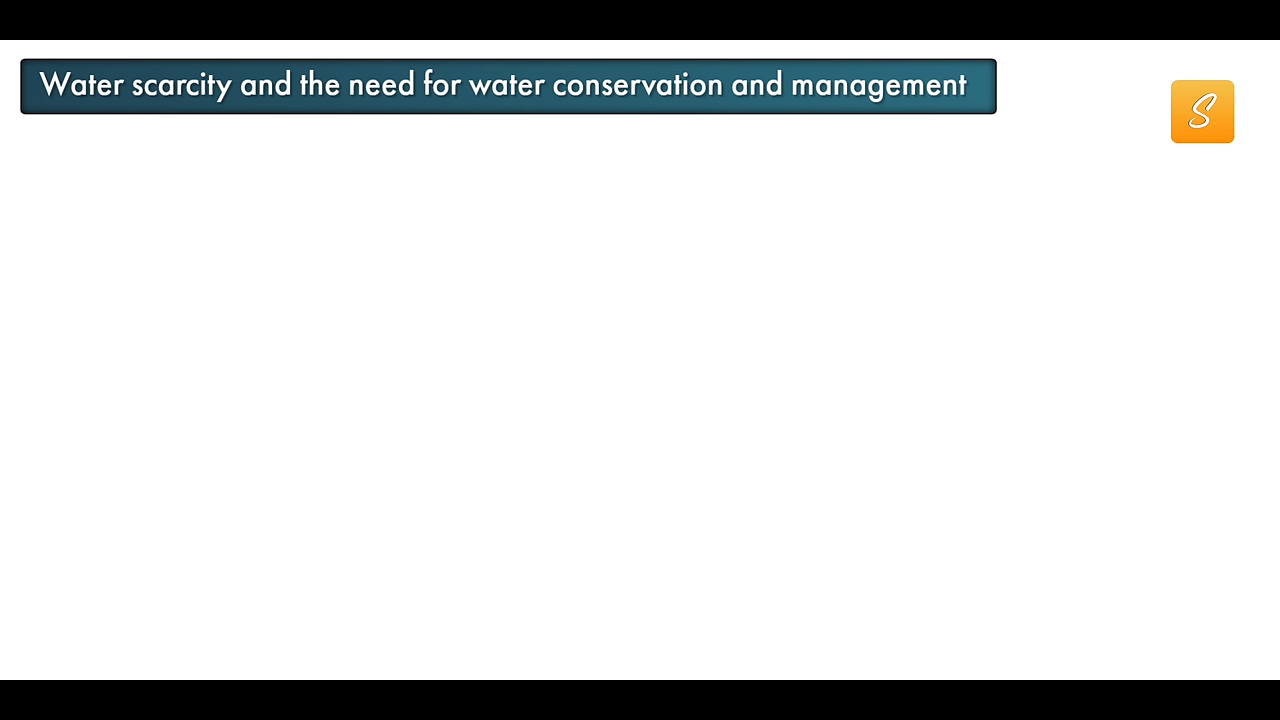 Water scarcity and the need for water conservation and management
S